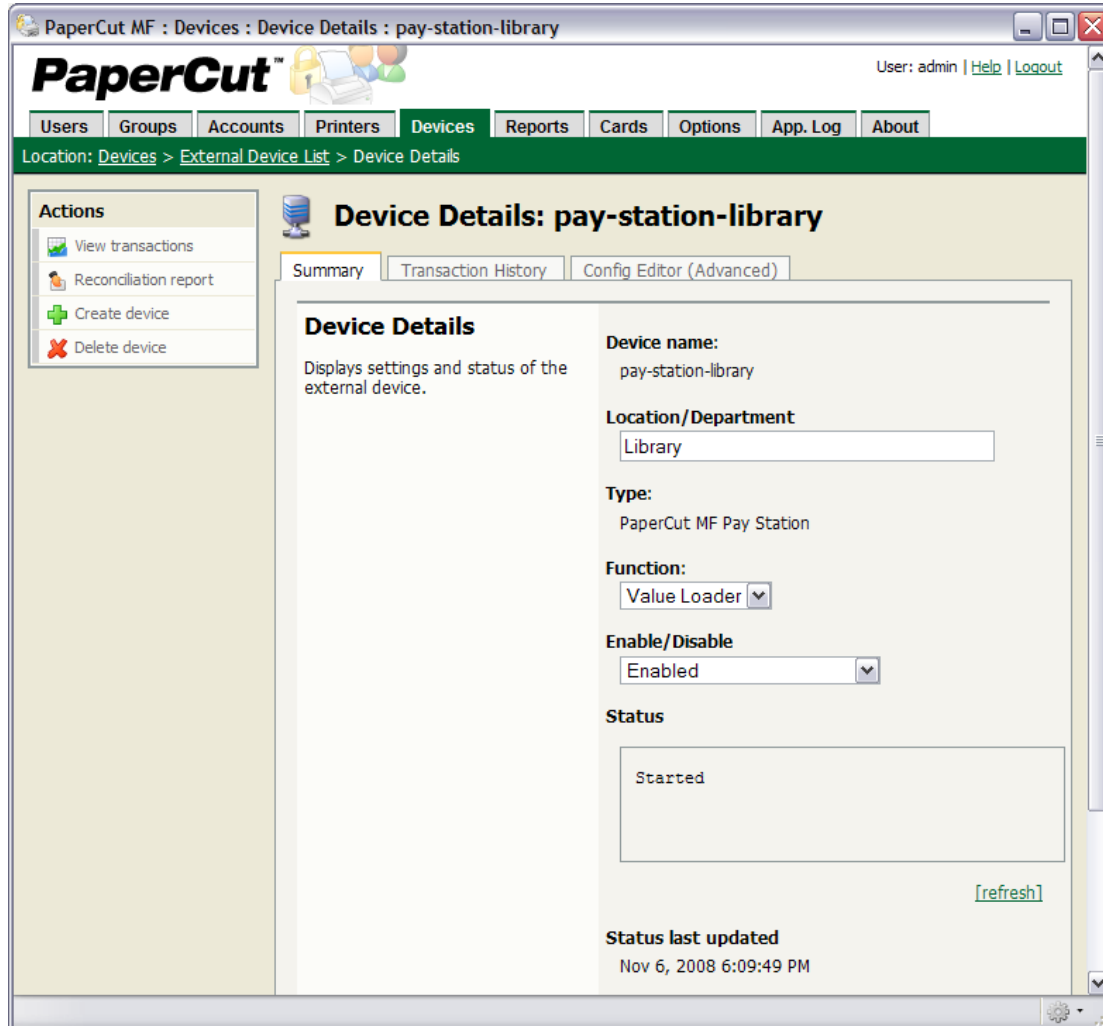 PaperCut MF : Devices : Device Details : pay-station-library
PaperCut™
User: admin | Help | Logout
Users Groups Accounts Printers Devices Reports Cards Options App. Log About
Location: Devices > External Device List > Device Details
Actions
View transactions
Reconciliation report
Create device
Delete device
Device Details: pay-station-library
Summary Transaction History Config Editor (Advanced)
Device Details
Displays settings and status of the
external device.
Device name:
pay-station-library
Location/Department
Library
Type:
PaperCut MF Pay Station
Function:
Value Loader
Enable/Disable
Enabled
Status
Started
[refresh]
Status last updated
Nov 6, 2008 6:09:49 PM